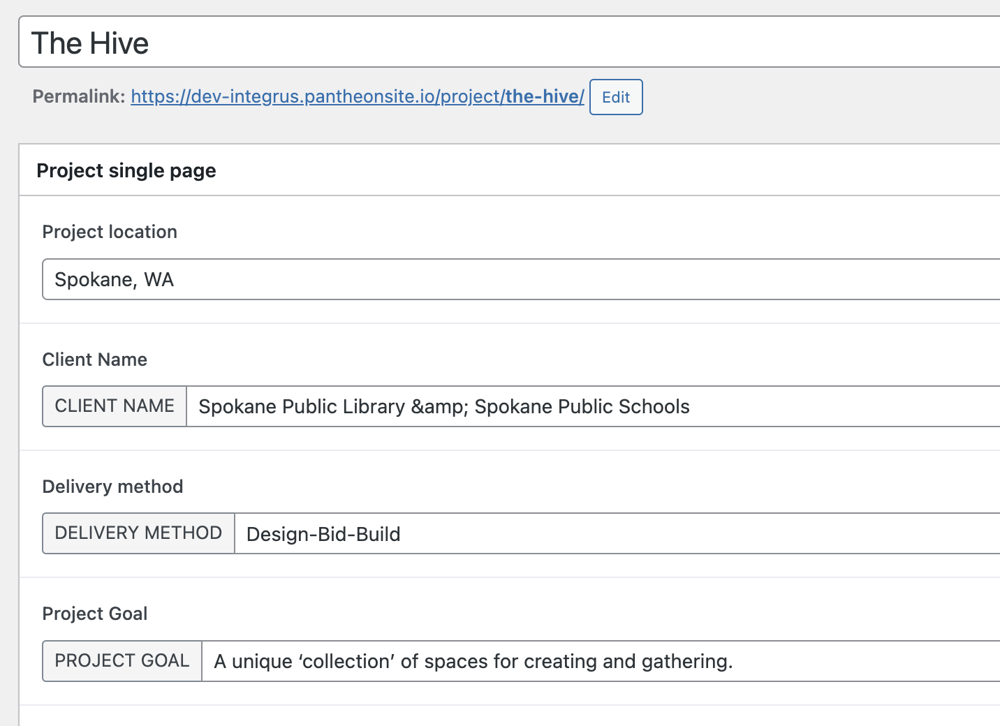 The Hive
Permalink: https://dev-integrus.pantheonsite.io/project/the-hive/ Edit
Project single page
Project location
Spokane, WA
Client Name
CLIENT NAME Spokane Public Library &amp; Spokane Public Schools
Delivery method
DELIVERY METHOD Design-Bid-Build
Project Goal
PROJECT GOAL A unique ‘collection’ of spaces for creating and gathering.